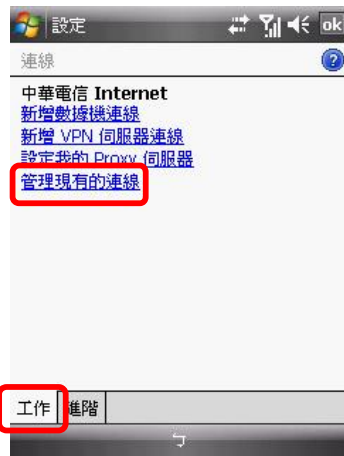 設定
ok
連線
?
中華電信 Internet
新增數據機連線
新增 VPN 伺服器連線
設定我的 Proxy 伺服器
管理現有的連線
工作 進階